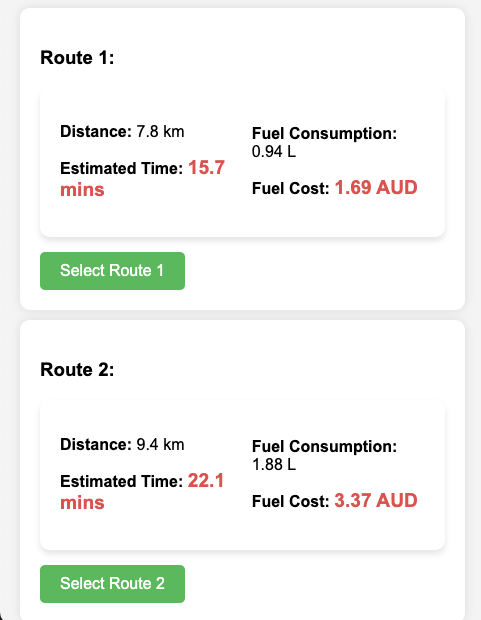 Route 1:
Distance: 7.8 km
Estimated Time: 15.7
mins
Fuel Consumption:
0.94 L
Fuel Cost: 1.69 AUD
Select Route 1
Route 2:
Distance: 9.4 km
Estimated Time: 22.1
mins
Fuel Consumption:
1.88 L
Fuel Cost: 3.37 AUD
Select Route 2